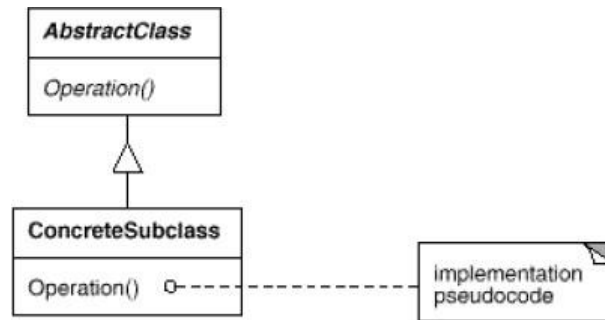 AbstractClass
Operation()
ConcreteSubclass
Operation()
implementation
pseudocode